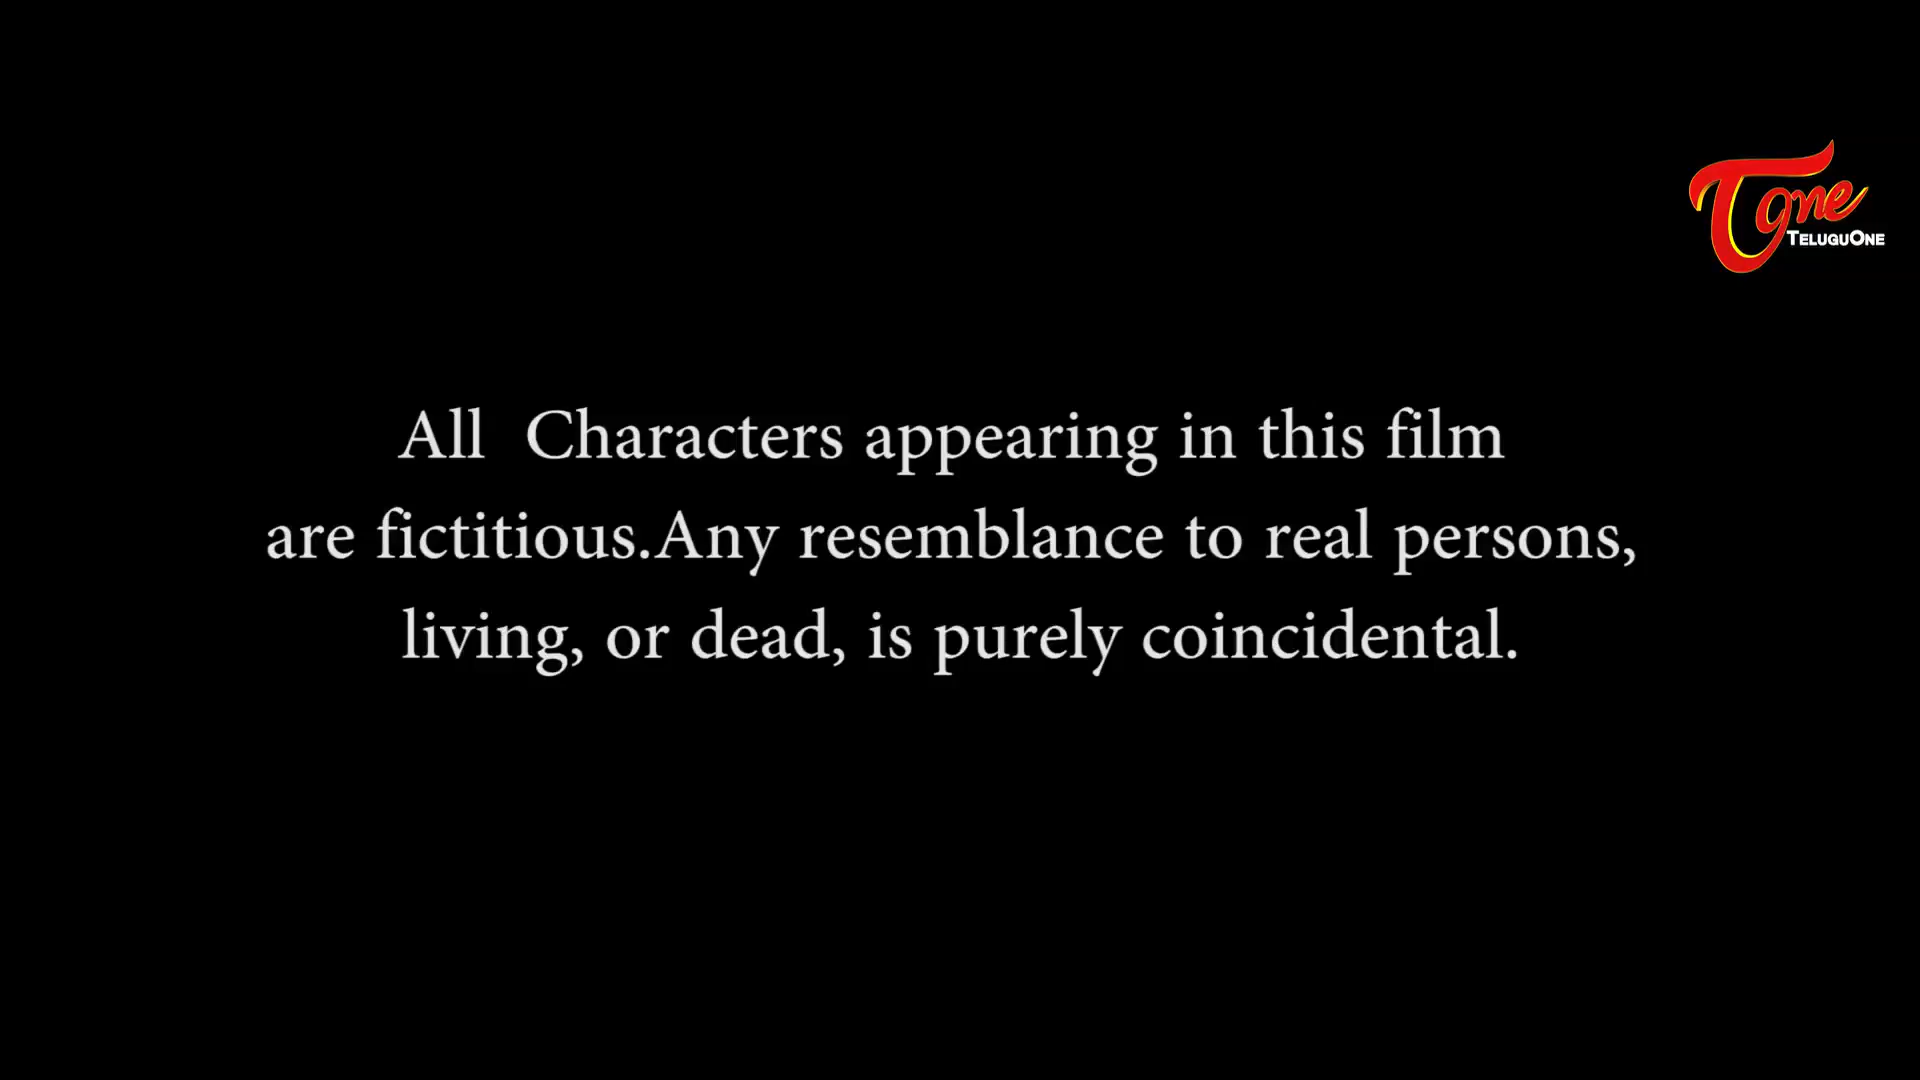 Tone
TELUGUONE
All  Characters appearing in this film
are fictitious.Any resemblance to real persons,
living, or dead, is purely coincidental.